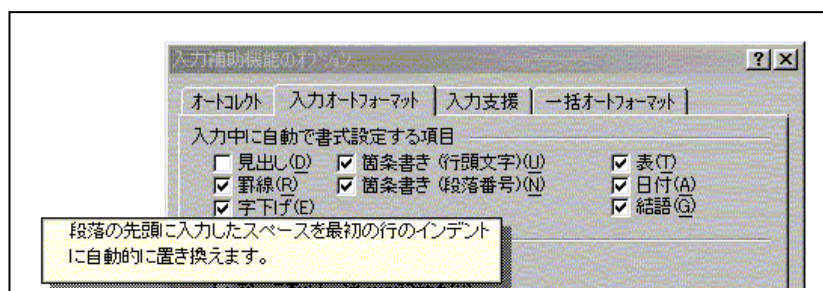 入力補助機能のオプション
オートコレクト 入力オートフォーマット 入力支援 一括オートフォーマット
入力中に自動で書式設定する項目
見出し(D) 箇条書き (行頭文字)(U) 表(T)
罫線(R) 箇条書き (段落番号)(N) 日付(A)
字下げ(E) 結語(G)
段落の先頭に入力したスペースを最初の行のインデント
に自動的に置き換えます。